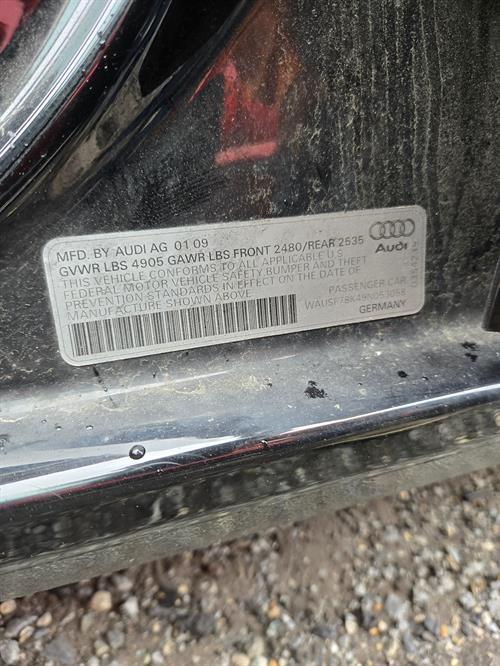 MFD. BY AUDI AG 01 09
GVWR LBS 4905 GAWR LBS FRONT 2480/REAR 2535
THIS VEHICLE CONFORMS TO ALL APPLICABLE U.S.
FEDERAL MOTOR VEHICLE SAFETY BUMPER AND THEFT
PREVENTION STANDARDS IN EFFECT ON THE DATE OF
MANUFACTURE SHOWN ABOVE.
PASSENGER CAR
GERMANY
Audi